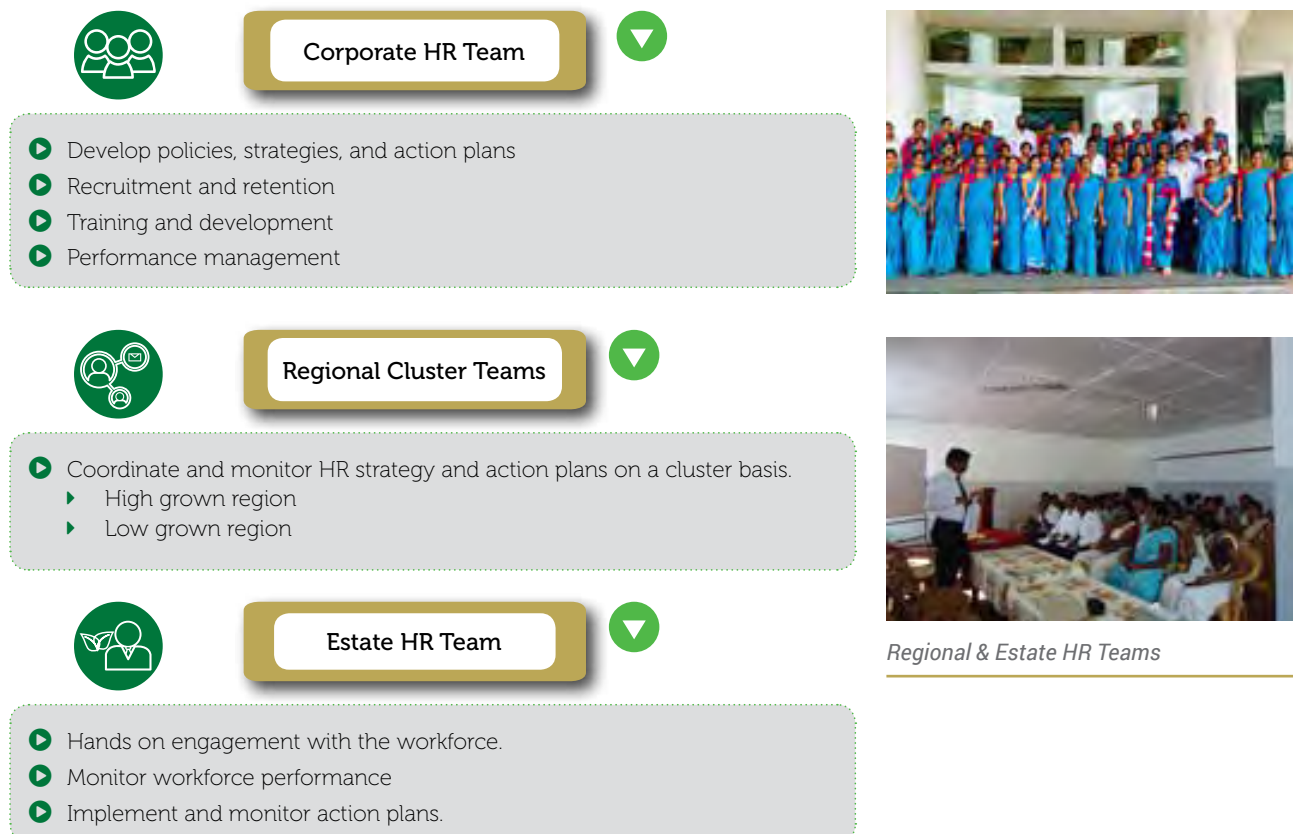 Corporate HR Team
Develop policies, strategies, and action plans
Recruitment and retention
Training and development
Performance management
Regional Cluster Teams
Coordinate and monitor HR strategy and action plans on a cluster basis.
High grown region
Low grown region
Estate HR Team
Hands on engagement with the workforce.
Monitor workforce performance
Implement and monitor action plans.
Regional & Estate HR Teams